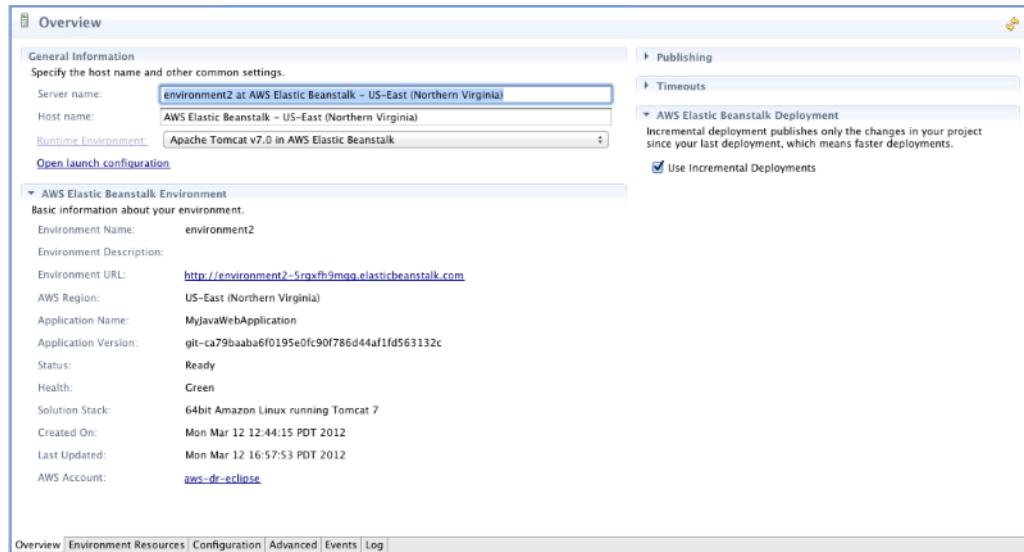 Overview
General Information
Specify the host name and other common settings.
Server name: environment2 at AWS Elastic Beanstalk - US-East (Northern Virginia)
Host name: AWS Elastic Beanstalk - US-East (Northern Virginia)
Runtime Environment: Apache Tomcat v7.0 in AWS Elastic Beanstalk
Open launch configuration
AWS Elastic Beanstalk Environment
Basic information about your environment.
Environment Name: environment2
Environment Description:
Environment URL: http://environment2-5rgxfh9mgg.elasticbeanstalk.com
AWS Region: US-East (Northern Virginia)
Application Name: MyJavaWebApplication
Application Version: git-ca79baaba6f0195e0fc90f786d44af1fd563132c
Status: Ready
Health: Green
Solution Stack: 64bit Amazon Linux running Tomcat 7
Created On: Mon Mar 12 12:44:15 PDT 2012
Last Updated: Mon Mar 12 16:57:53 PDT 2012
AWS Account: aws-dr-eclipse
Publishing
Timeouts
AWS Elastic Beanstalk Deployment
Incremental deployment publishes only the changes in your project
since your last deployment, which means faster deployments.
Use Incremental Deployments
Overview Environment Resources Configuration Advanced Events Log